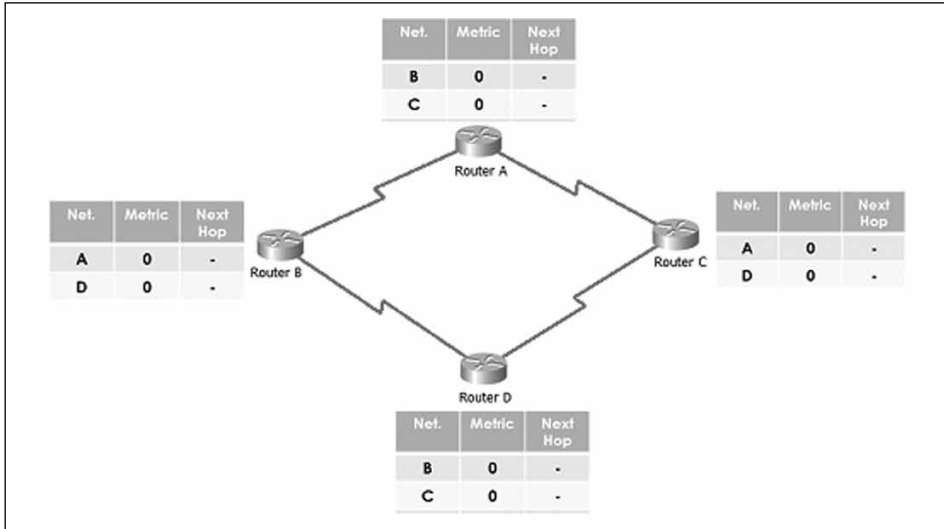 Net. Metric Next Hop
B 0 -
C 0 -
Router A
Net. Metric Next Hop
A 0 -
D 0 -
Router B
Net. Metric Next Hop
A 0 -
D 0 -
Router C
Router D
Net. Metric Next Hop
B 0 -
C 0 -